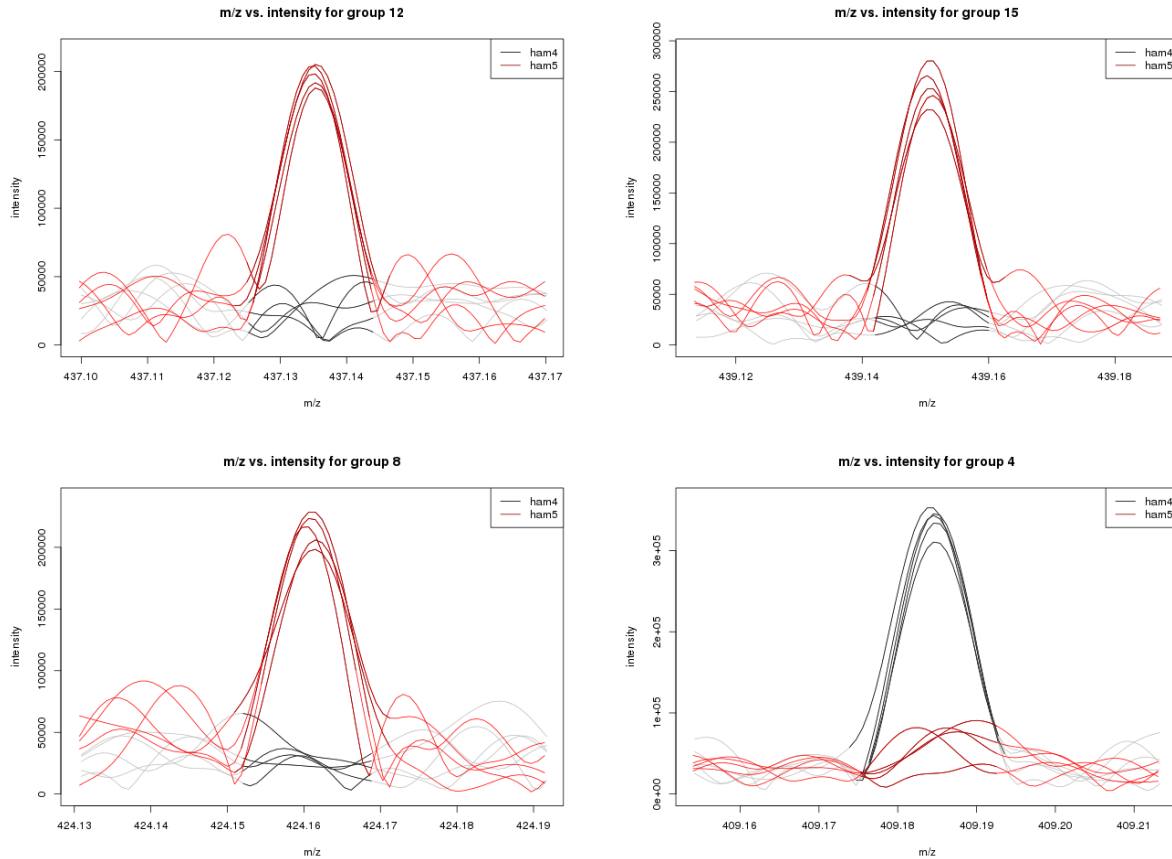 m/z vs. intensity for group 12
ham4
ham5
200000
150000
100000
50000
0
intensity
437.10 437.11 437.12 437.13 437.14 437.15 437.16 437.17
m/z
m/z vs. intensity for group 15
ham4
ham5
300000
250000
200000
150000
100000
50000
0
intensity
439.12 439.14 439.16 439.18
m/z
m/z vs. intensity for group 8
ham4
ham5
200000
150000
100000
50000
0
intensity
424.13 424.14 424.15 424.16 424.17 424.18 424.19
m/z
m/z vs. intensity for group 4
ham4
ham5
3e+05
2e+05
1e+05
0e+00
intensity
409.16 409.17 409.18 409.19 409.20 409.21
m/z